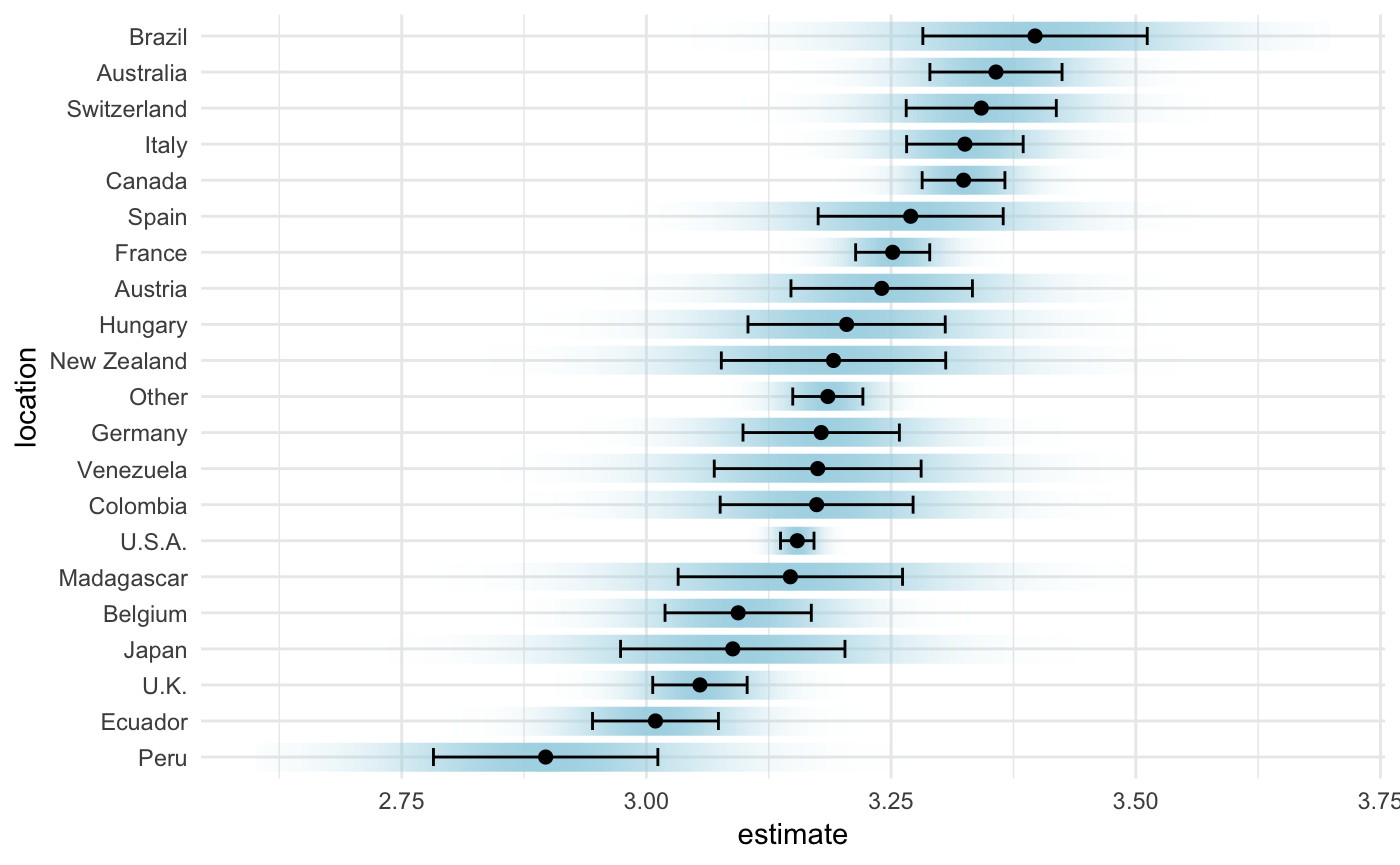 Brazil
Australia
Switzerland
Italy
Canada
Spain
France
Austria
Hungary
New Zealand
Other
Germany
Venezuela
Colombia
U.S.A.
Madagascar
Belgium
Japan
U.K.
Ecuador
Peru
location
2.75 3.00 3.25 3.50 3.75
estimate